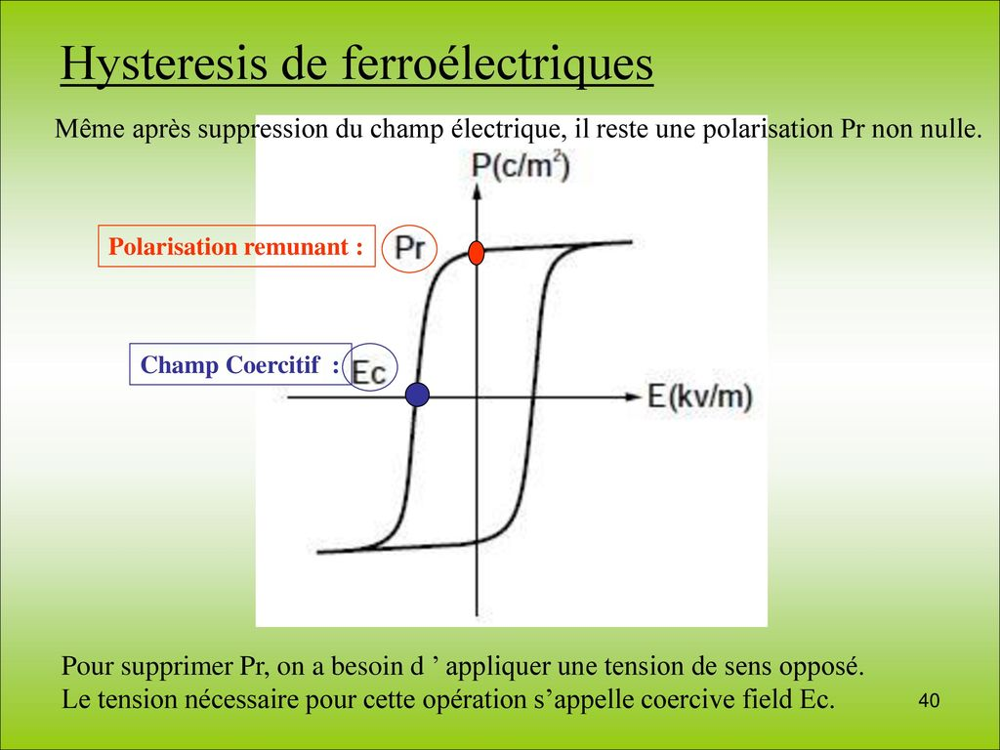 Hysteresis de ferroélectriques
Même après suppression du champ électrique, il reste une polarisation Pr non nulle.
P(c/m²)
Polarisation remunant : Pr
Champ Coercitif : Ec
E(kv/m)
Pour supprimer Pr, on a besoin d ’ appliquer une tension de sens opposé.
Le tension nécessaire pour cette opération s’appelle coercive field Ec.
40